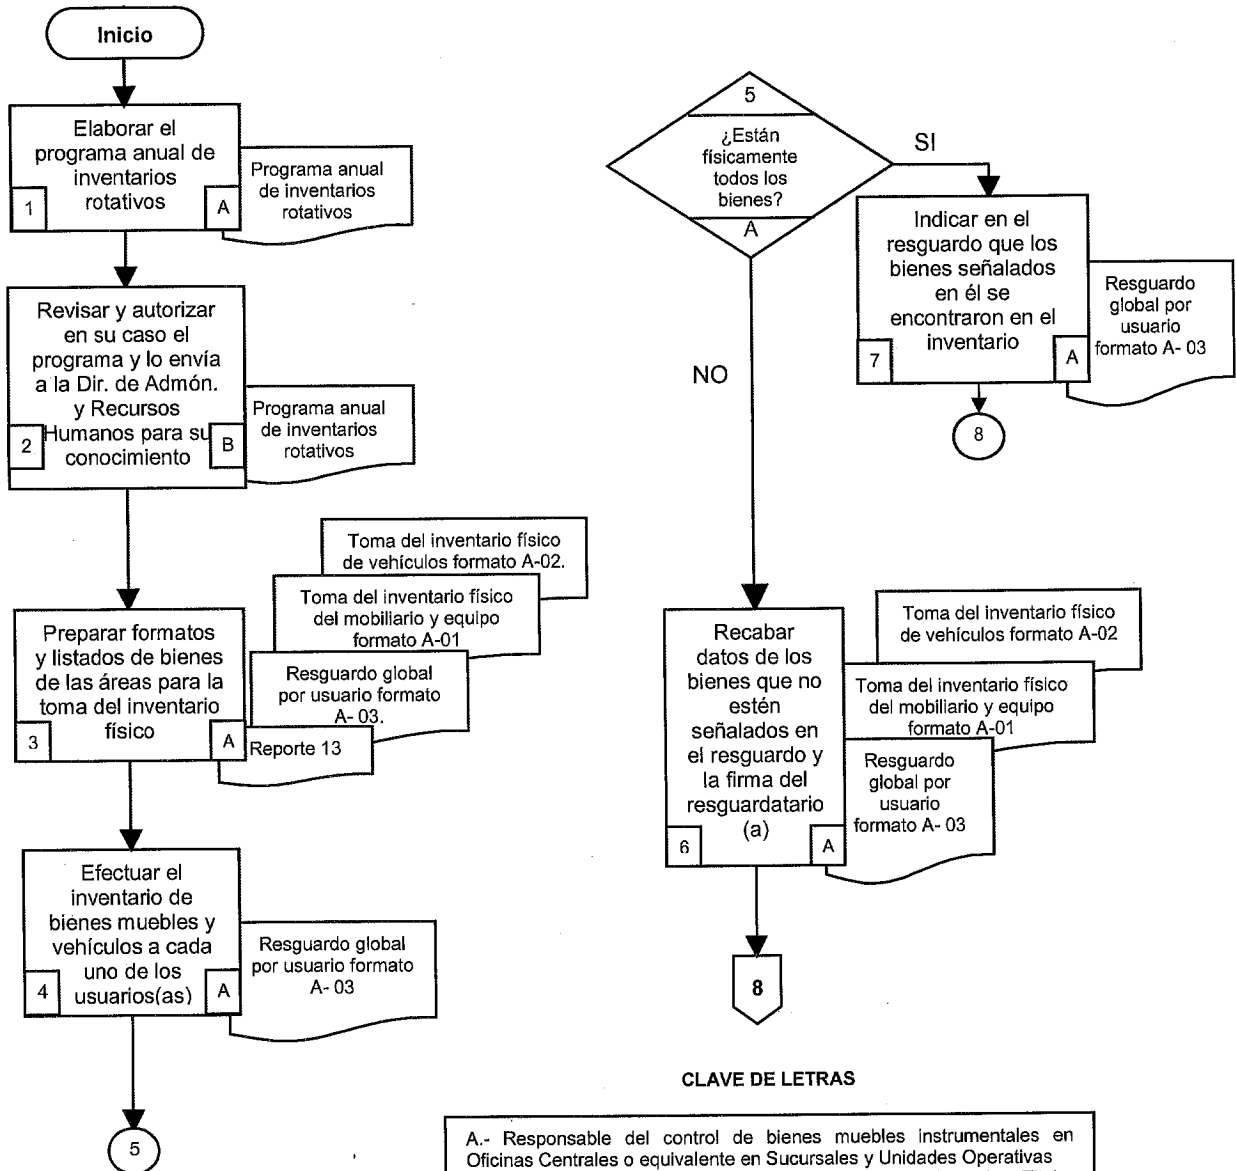 Inicio
Elaborar el
programa anual de
inventarios
rotativos
1
A
Programa anual
de inventarios
rotativos
Revisar y autorizar
en su caso el
programa y lo envía
a la Dir. de Admón.
y Recursos
Humanos para su
conocimiento
2
B
Programa anual
de inventarios
rotativos
Toma del inventario físico
de vehículos formato A-02.
Toma del inventario físico
del mobiliario y equipo
formato A-01
Resguardo global
por usuario formato
A- 03.
Reporte 13
Preparar formatos
y listados de bienes
de las áreas para la
toma del inventario
físico
3
A
Efectuar el
inventario de
bienes muebles y
vehículos a cada
uno de los
usuarios(as)
4
A
Resguardo global
por usuario formato
A- 03
5
5
¿Están
físicamente
todos los
bienes?
A
SI
NO
Indicar en el
resguardo que los
bienes señalados
en él se
encontraron en el
inventario
7
A
Resguardo
global por
usuario
formato A- 03
8
Recabar
datos de los
bienes que no
estén
señalados en
el resguardo y
la firma del
resguardatario
(a)
6
A
Toma del inventario físico
de vehículos formato A-02
Toma del inventario físico
del mobiliario y equipo
formato A-01
Resguardo
global por
usuario
formato A- 03
8
CLAVE DE LETRAS
A.- Responsable del control de bienes muebles instrumentales en
Oficinas Centrales o equivalente en Sucursales y Unidades Operativas